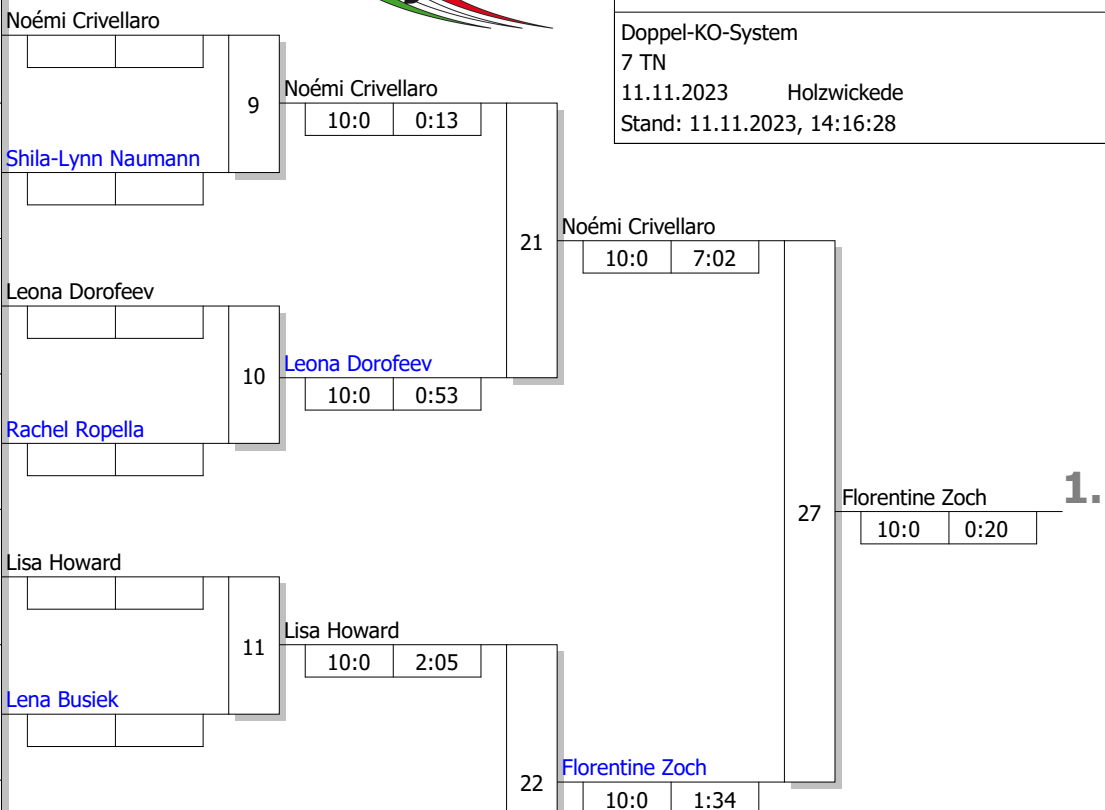 Doppel-KO-System
7 TN
11.11.2023 Holzwickede
Stand: 11.11.2023, 14:16:28
Noémi Crivellaro
9
Shila-Lynn Naumann
Noémi Crivellaro
10:0 0:13
Leona Dorofeev
10
Rachel Ropella
Leona Dorofeev
10:0 0:53
21
Noémi Crivellaro
10:0 7:02
Lisa Howard
11
Lena Busiek
Lisa Howard
10:0 2:05
22
Florentine Zoch
10:0 1:34
27
Florentine Zoch
10:0 0:20
1.